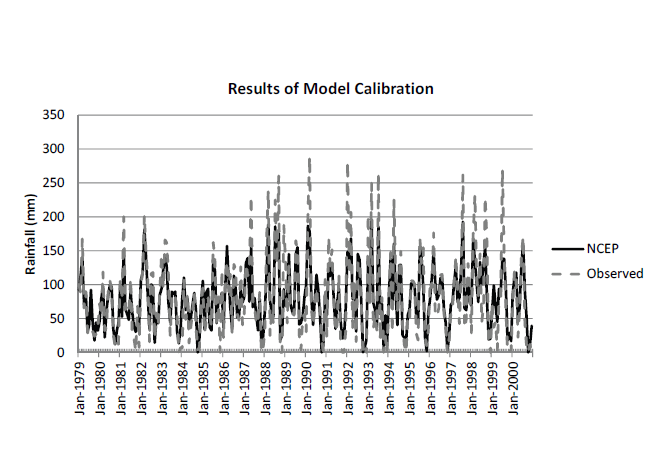 Results of Model Calibration
350
300
250
200
150
100
50
0
Rainfall (mm)
Jan-1979
Jan-1980
Jan-1981
Jan-1982
Jan-1983
Jan-1984
Jan-1985
Jan-1986
Jan-1987
Jan-1988
Jan-1989
Jan-1990
Jan-1991
Jan-1992
Jan-1993
Jan-1994
Jan-1995
Jan-1996
Jan-1997
Jan-1998
Jan-1999
Jan-2000
NCEP
Observed